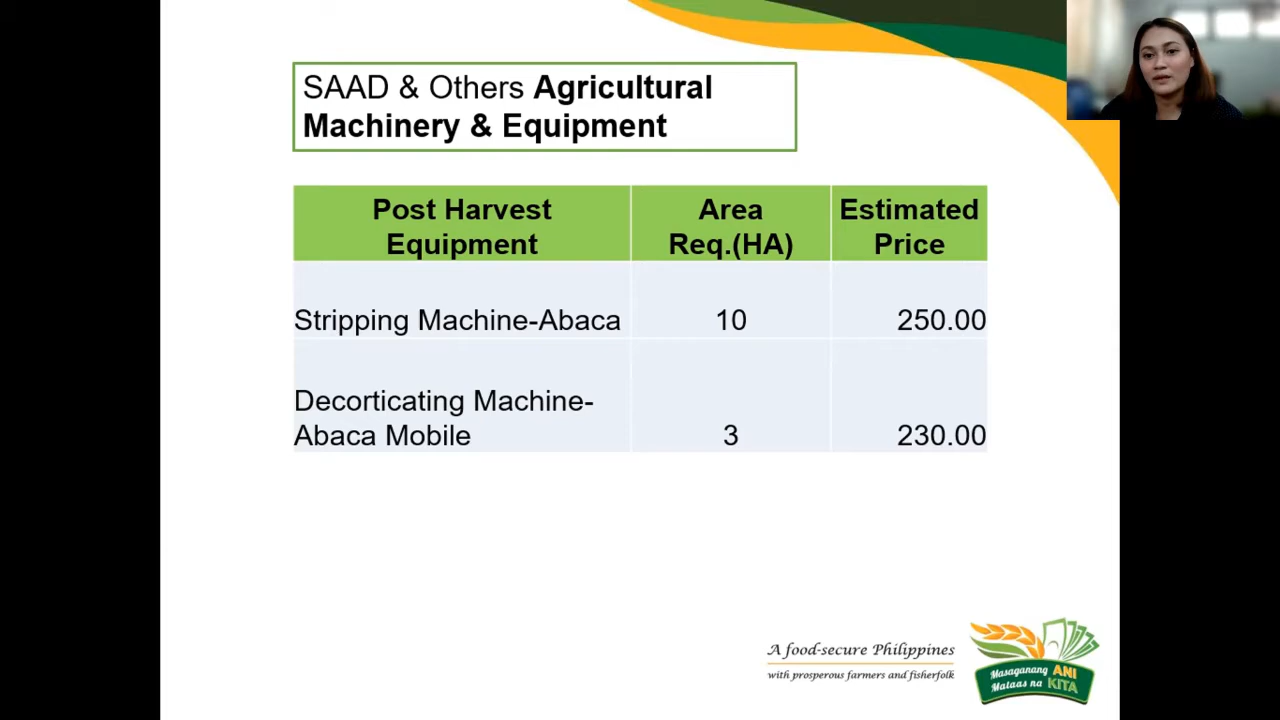 SAAD & Others Agricultural
Machinery & Equipment
Post Harvest
Equipment
Area
Req.(HA)
Estimated
Price
Stripping Machine-Abaca
10
250.00
Decorticating Machine-
Abaca Mobile
3
230.00
A food-secure Philippines
with prosperous farmers and fisherfolk
Masaganang ANI
Mataas na KITA